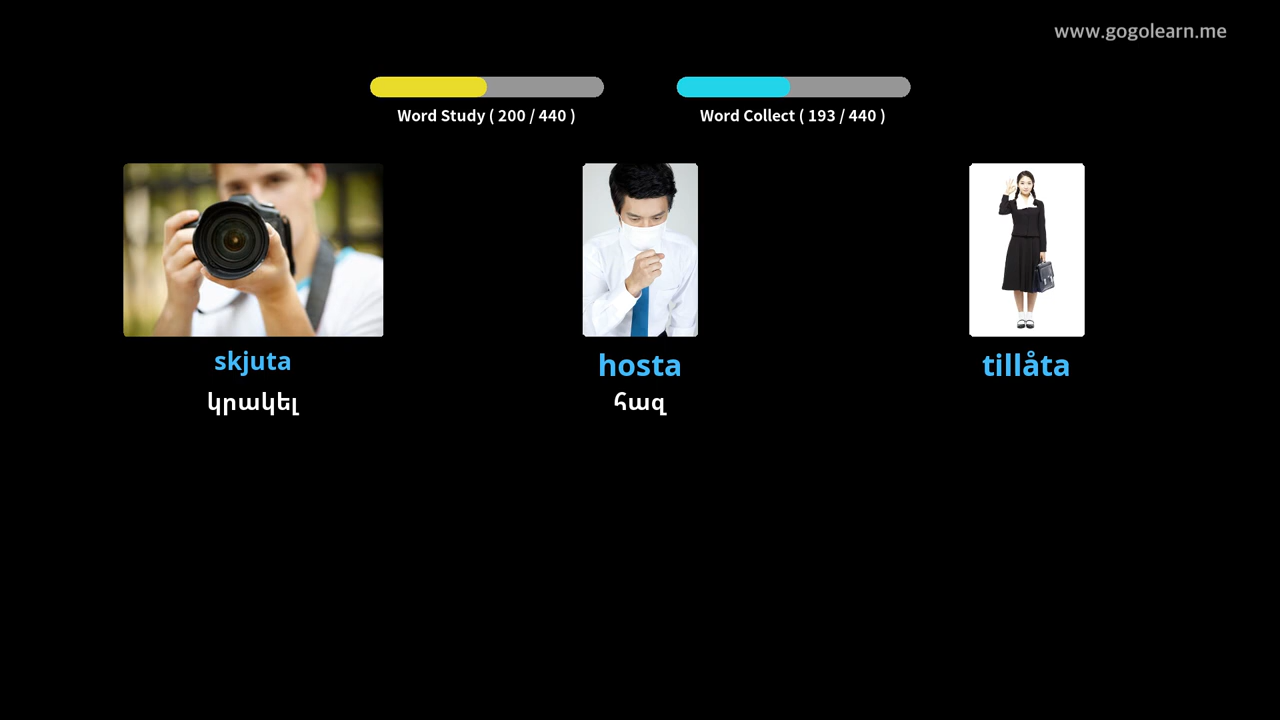 www.gogolearn.me
Word Study ( 200 / 440 )
Word Collect ( 193 / 440 )
skjuta
hosta
tillåta
կրակել
հազ